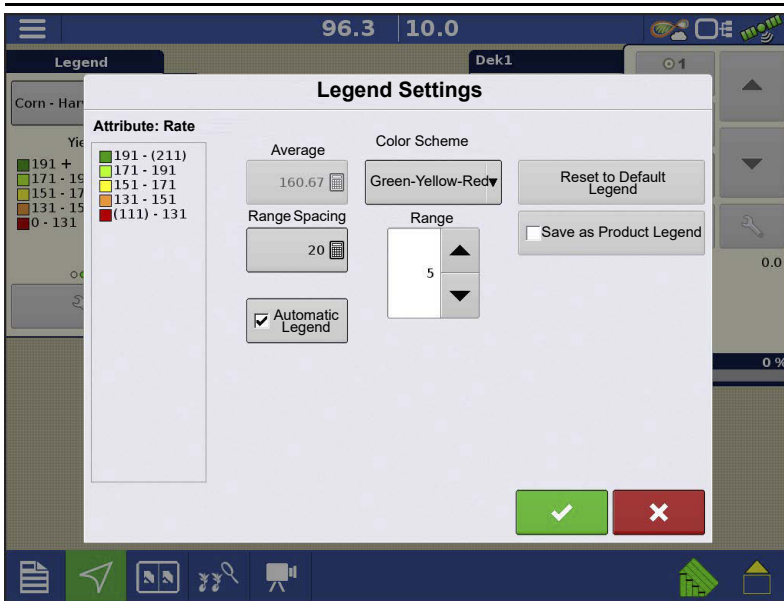 96.3 10.0
Legend
Dek1
1
Corn - Har
Yie
191 +
171 - 19
151 - 17
131 - 15
0 - 131
0.0
0 %
Legend Settings
Attribute: Rate
191 - (211)
171 - 191
151 - 171
131 - 151
(111) - 131
Average
160.67
Range Spacing
20
Automatic
Legend
Color Scheme
Green-Yellow-Red
Range
5
Reset to Default
Legend
Save as Product Legend